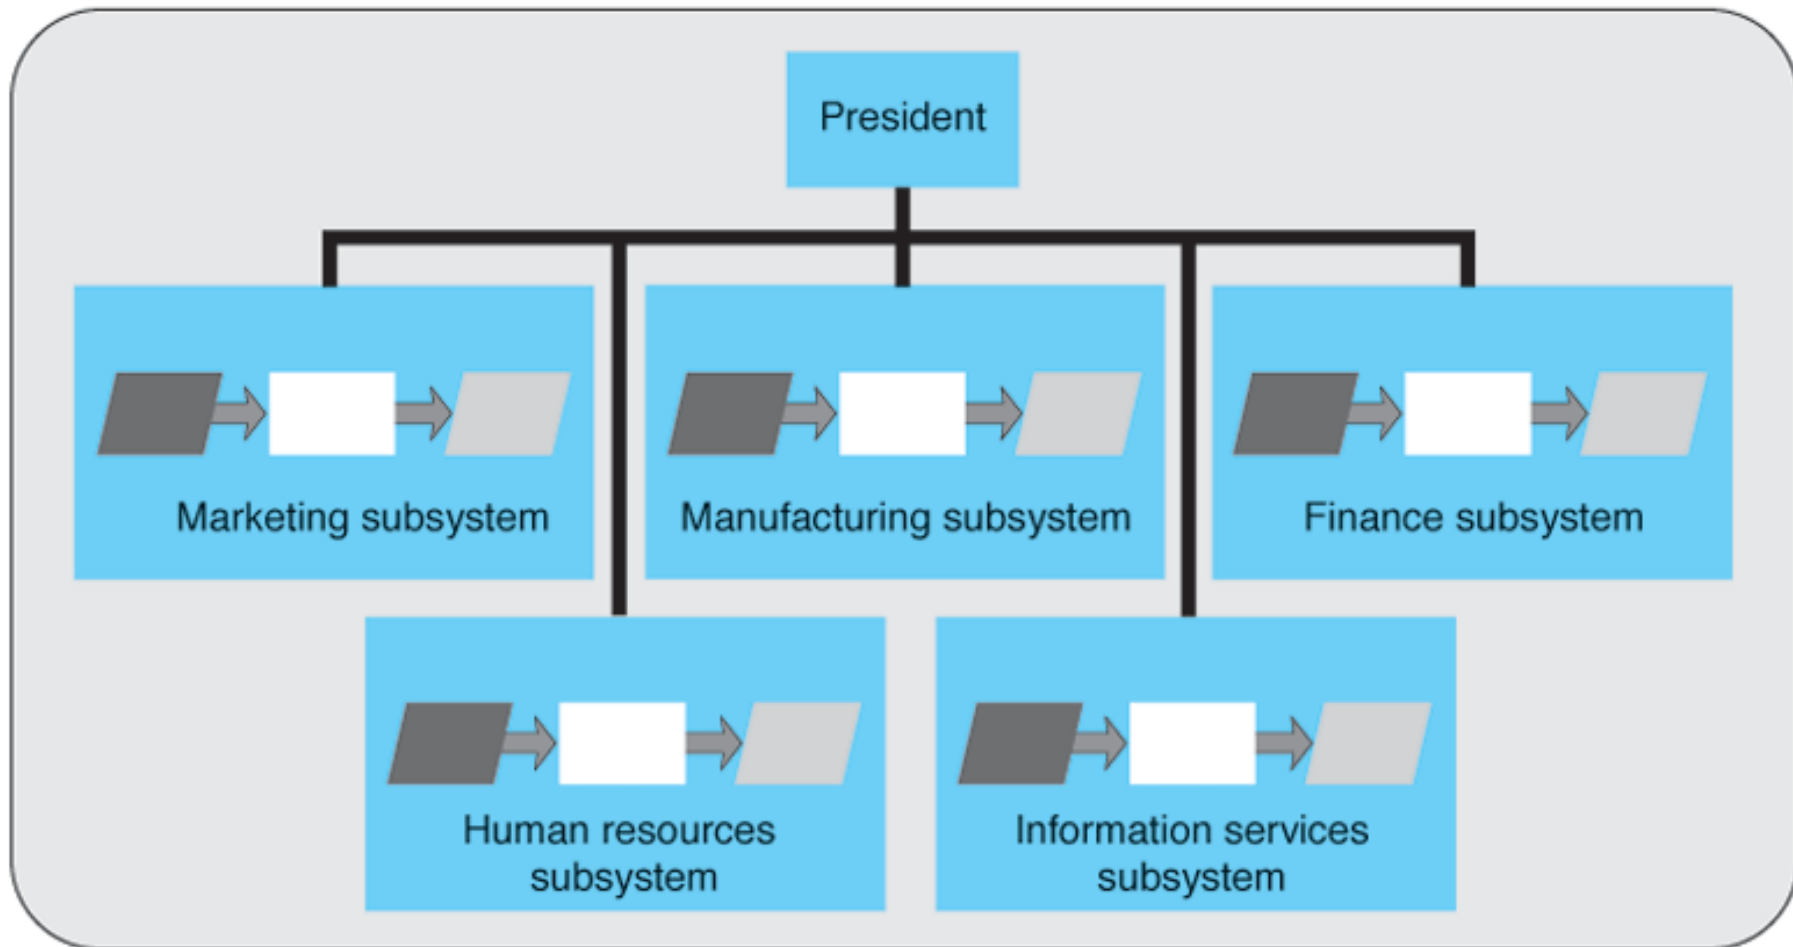 President
Marketing subsystem
Manufacturing subsystem
Finance subsystem
Human resources
subsystem
Information services
subsystem